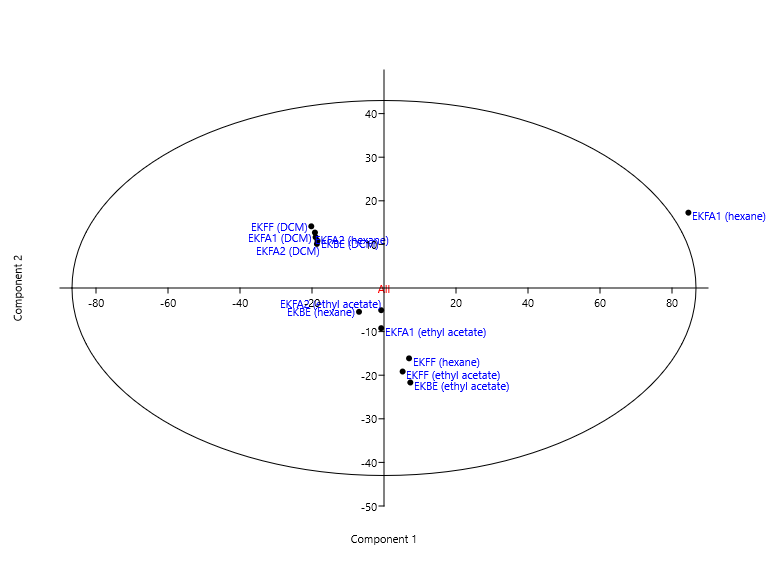 40
30
20
EKFA1 (hexane)
EKFF (DCM)
EKFA1 (DCM)
EKFA2 (hexane)
EKBE (DCM)
10
EKFA2 (DCM)
Component 2
All
-80
-60
-40
-20
20
40
60
80
EKFA2 (ethyl acetate)
EKBE (hexane)
-10
EKFA1 (ethyl acetate)
EKFF (hexane)
-20
EKFF (ethyl acetate)
EKBE (ethyl acetate)
-30
-40
-50
Component 1